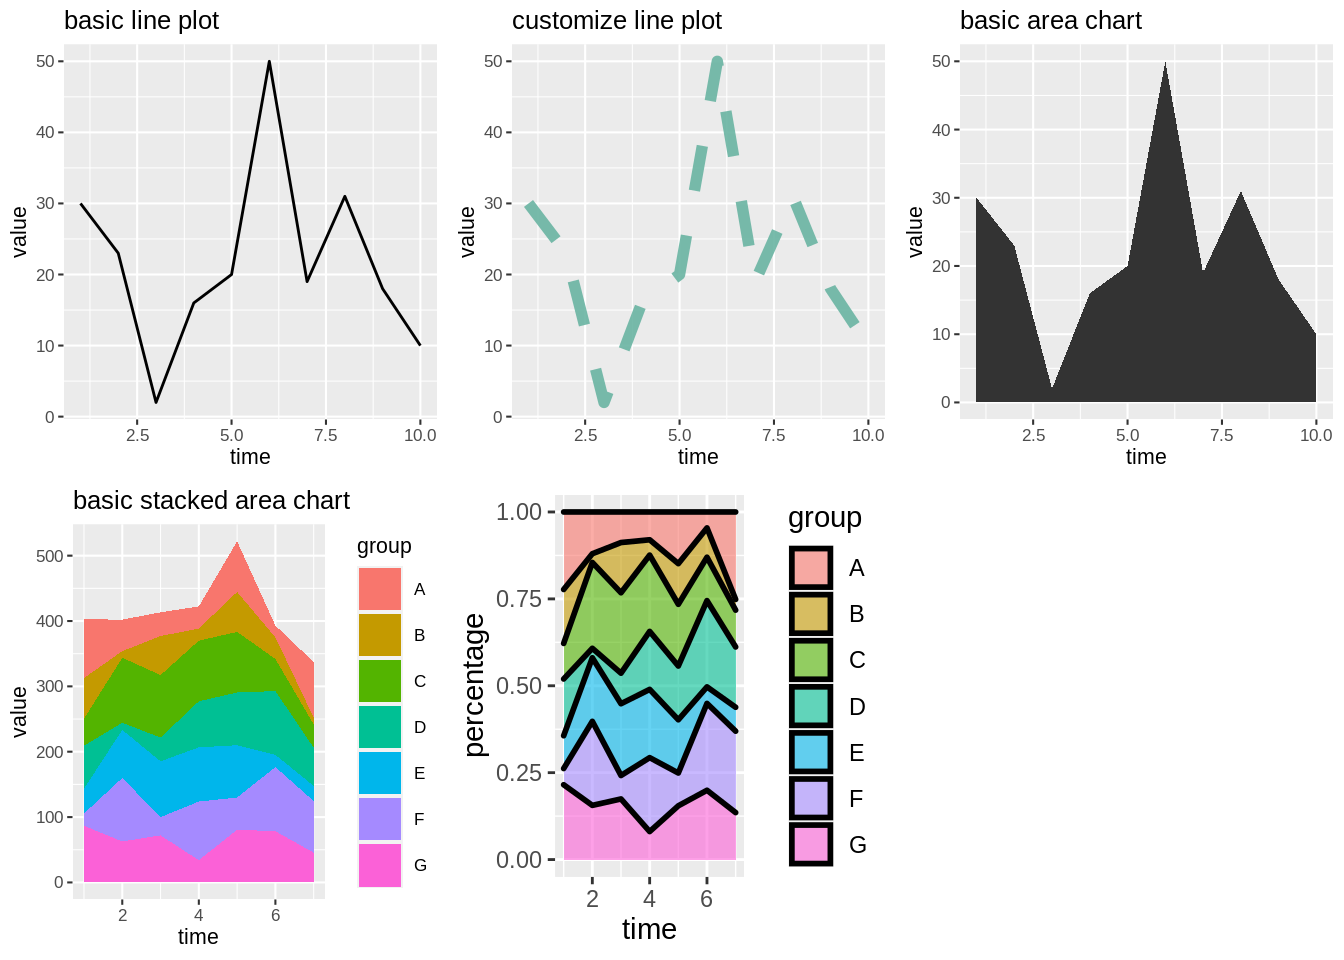 basic line plot
50
40
30
20
10
0
value
2.5 5.0 7.5 10.0
time
customize line plot
50
40
30
20
10
0
value
2.5 5.0 7.5 10.0
time
basic area chart
50
40
30
20
10
0
value
2.5 5.0 7.5 10.0
time
basic stacked area chart
500
400
300
200
100
0
value
2 4 6
time
group
A
B
C
D
E
F
G
1.00
0.75
0.50
0.25
0.00
percentage
2 4 6
time
group
A
B
C
D
E
F
G